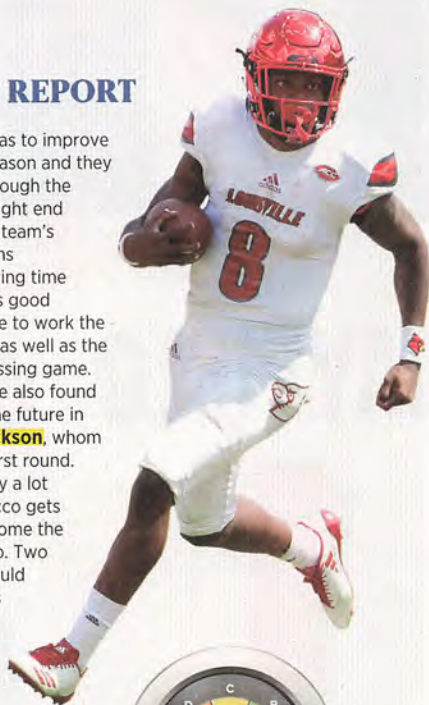 REPORT
as to improve
eason and they
ough the
ght end
team's
ns
ing time
s good
e to work the
as well as the
ssing game.
e also found
ne future in
kson, whom
rst round.
y a lot
cco gets
ome the
o. Two
uld
adidas
LOUISVILLE
8
C
D
B